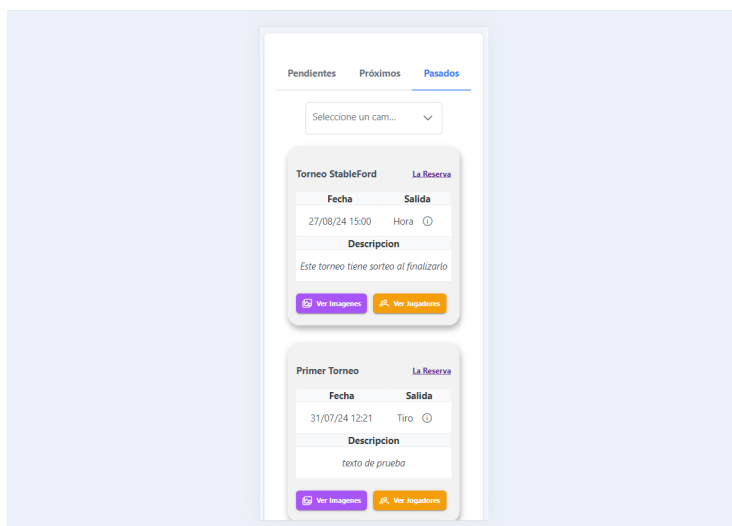 Pendientes Próximos Pasados
Seleccione un cam...
Torneo StableFord La Reserva
Fecha Salida
27/08/24 15:00 Hora
Descripcion
Este torneo tiene sorteo al finalizarlo
Ver Imagenes Ver Jugadores
Primer Torneo La Reserva
Fecha Salida
31/07/24 12:21 Tiro
Descripcion
texto de prueba
Ver Imagenes Ver Jugadores